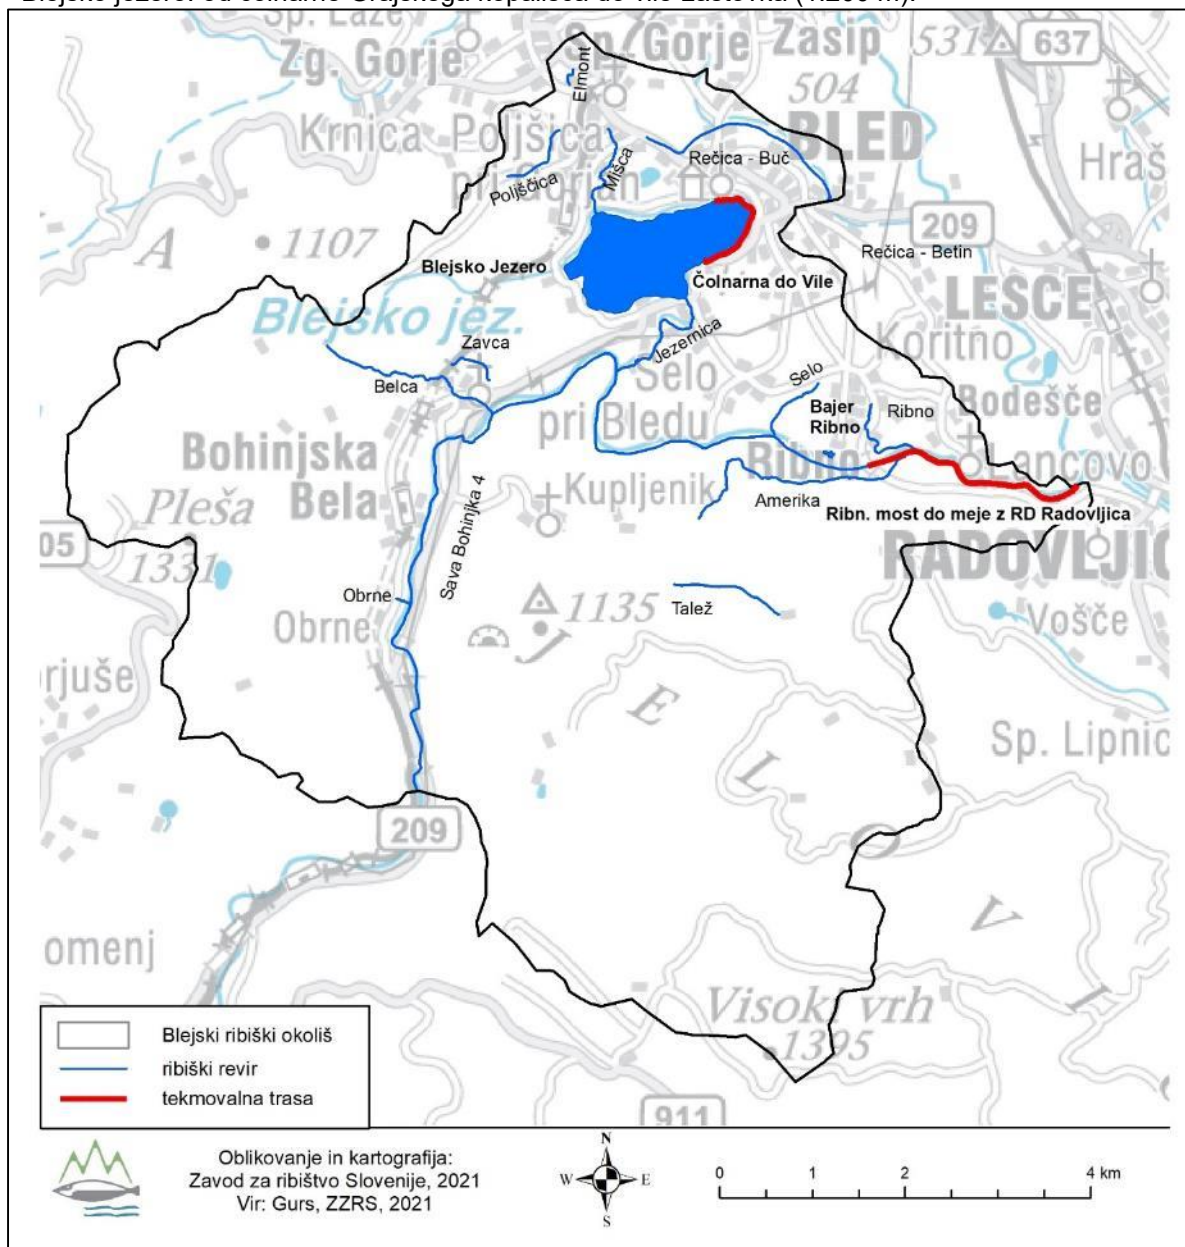 Sp. Laze
Zg. Gorje
Sp. Gorje
Zasip
531
637
Elmont
504
Krnica
Poljšica
BLED
Hraš
Rečica - Buč
Mišca
Poljščica
209
A
1107
Rečica - Betin
Blejsko Jezero
Čolnarna do Vile
LESCE
Blejsko jez.
Koritno
Zavca
Jezernica
Selo
Selo
Belca
Bajer
Ribno
Ribno
Bodešče
pri Bledu
Bohinjska
Bela
Ribno
Lancovo
Kupljenik
Amerika
Ribn. most do meje z RD Radovljica
Pleša
05
1331
Sava Bohinjka 4
RADOVLJIC
Obrne
1135
Talež
Vošče
Obrne
J
rjuše
E
Sp. Lipnic
L
209
O
V
omenj
I
Visoki vrh
1395
911
Blejski ribiški okoliš
ribiški revir
tekmovalna trasa
Oblikovanje in kartografija:
Zavod za ribištvo Slovenije, 2021
Vir: Gurs, ZZRS, 2021
N
W E
S
0 1 2 4 km